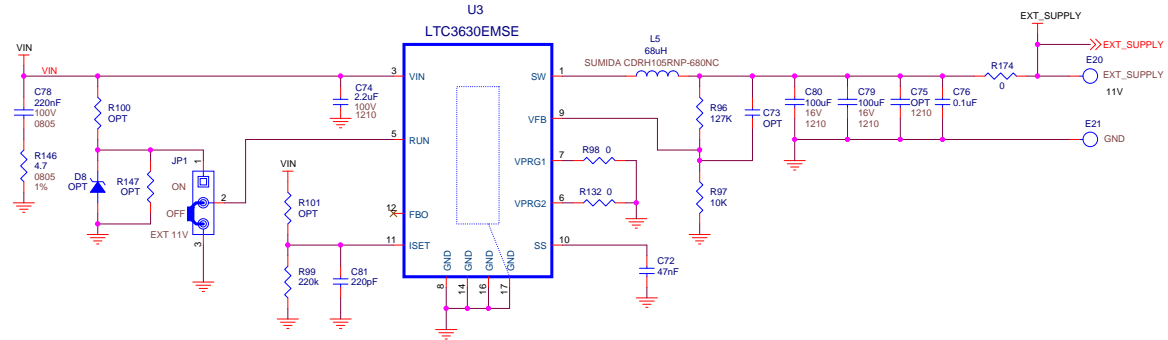 U3
LTC3630EMSE
VIN
VIN
C78
220nF
100V
0805
R146
4.7
0805
1%
R100
OPT
D8
OPT
R147
OPT
JP1
1
ON
2
OFF
EXT 11V
3
C74
2.2uF
100V
1210
VIN
R101
OPT
R99
220k
C81
220pF
3
VIN
5
RUN
12
FBO
11
ISET
SW
1
VFB
9
VPRG1
7
VPRG2
6
SS
10
GND
GND
GND
GND
8
14
16
17
L5
68uH
SUMIDA CDRH105RNP-680NC
R96
127K
C73
OPT
R98 0
R132 0
R97
10K
C72
47nF
C80
100uF
16V
1210
C79
100uF
16V
1210
C75
OPT
1210
C76
0.1uF
R174
0
EXT_SUPPLY
EXT_SUPPLY
E20
EXT_SUPPLY
11V
E21
GND